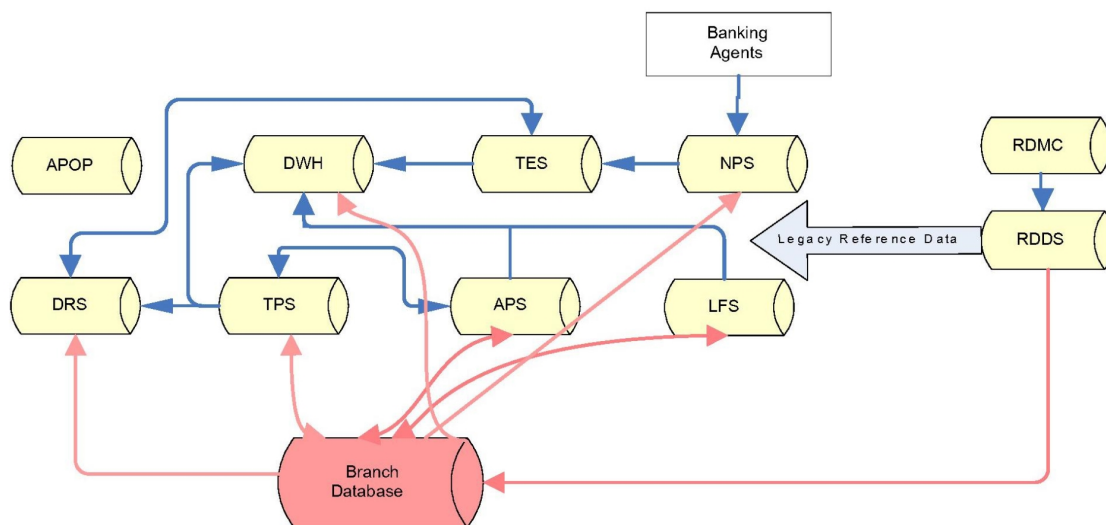 Banking
Agents
APOP
DWH
TES
NPS
RDMC
Legacy Reference Data
RDDS
DRS
TPS
APS
LFS
Branch
Database